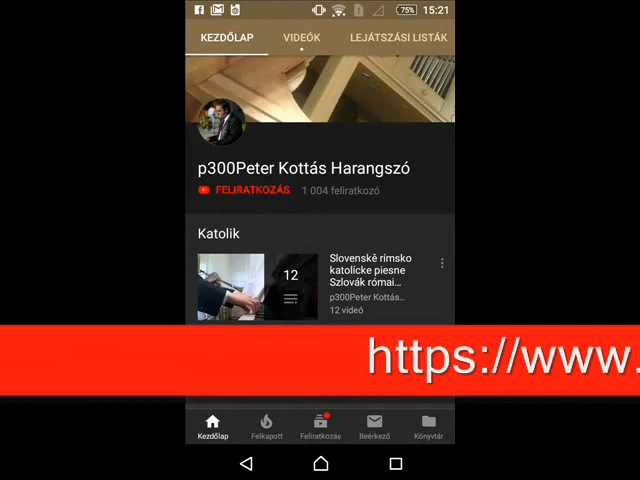 75% 15:21
KEZDŐLAP VIDEÓK LEJÁTSZÁSI LISTÁK
p300Peter Kottás Harangszó
FELIRATKOZÁS 1 004 feliratkozó
Katolik
12
Slovenskě rímsko
katolícke piesne
Szlovák római...
p300Peter Kottás...
12 videó
https://www.
Kezdőlap Felkapott Feliratkozás Beérkező Könyvtár